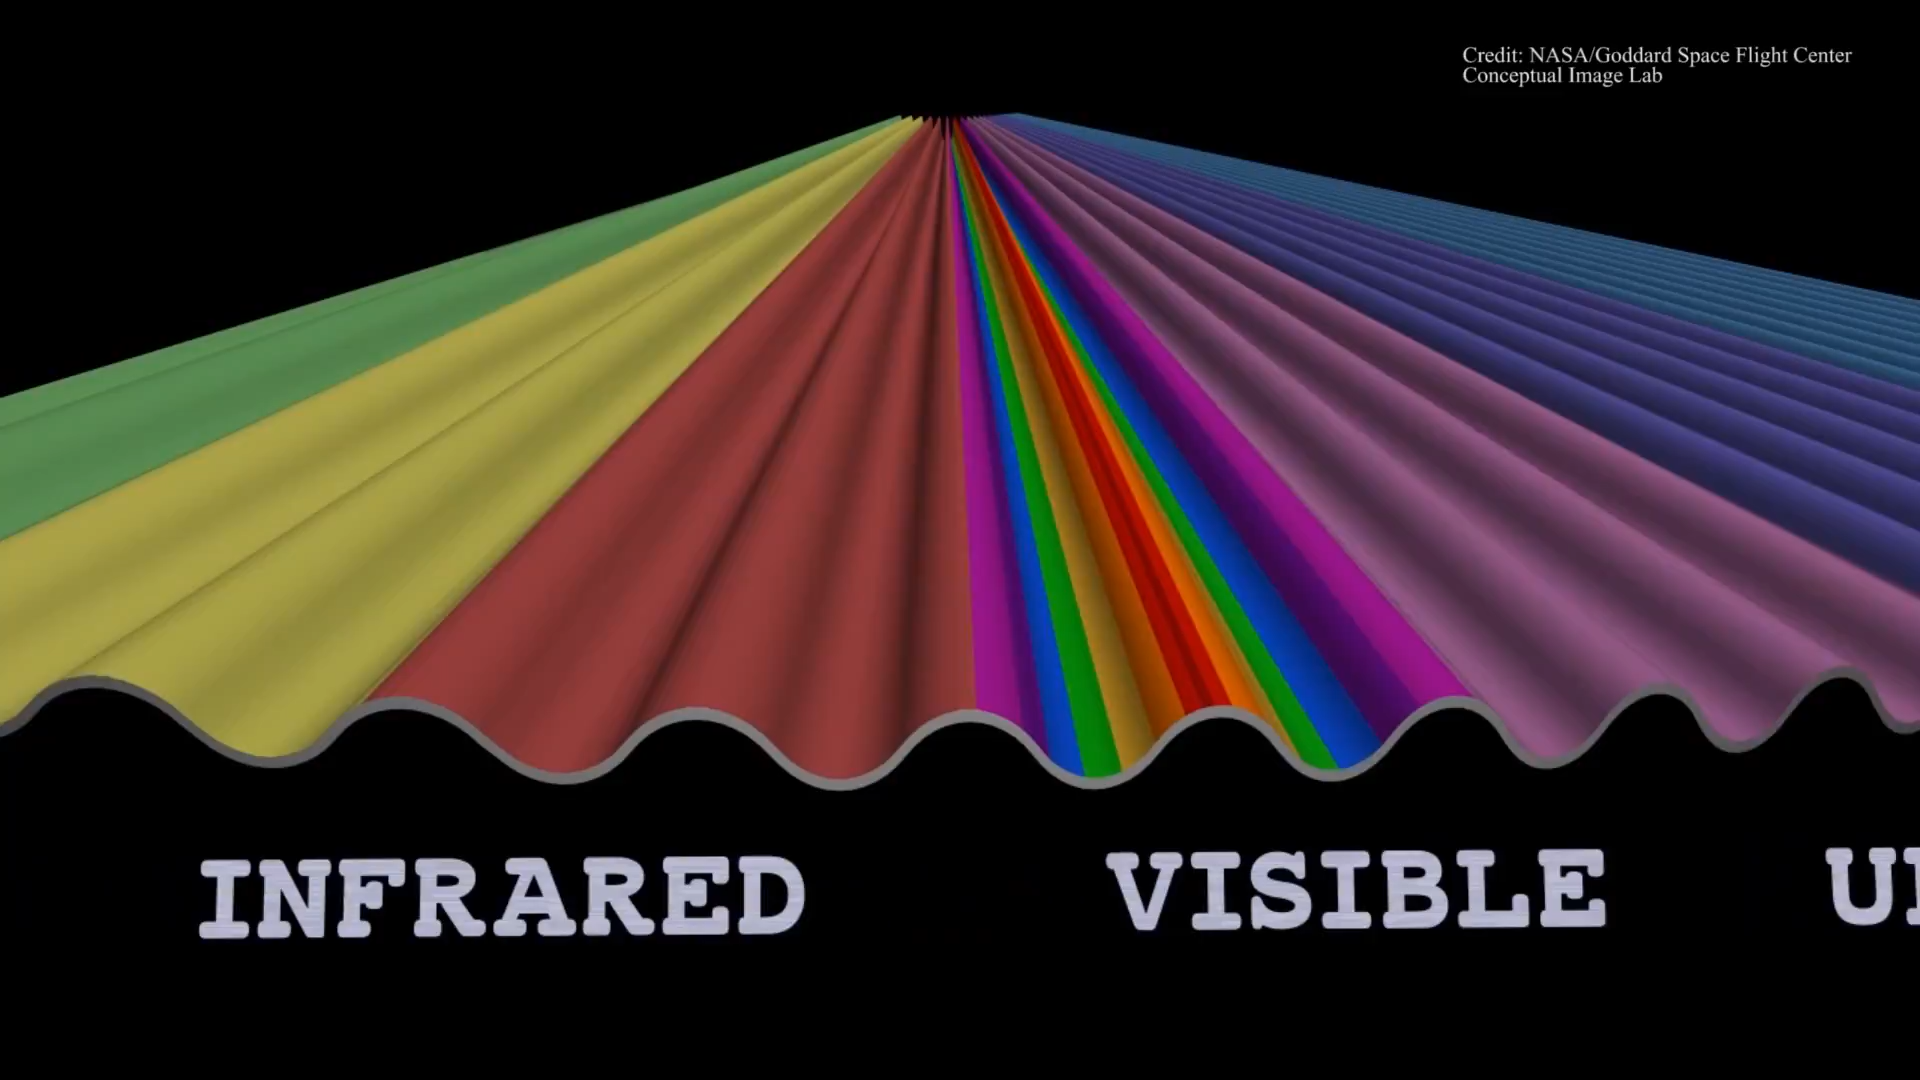 Credit: NASA/Goddard Space Flight Center
Conceptual Image Lab
INFRARED VISIBLE